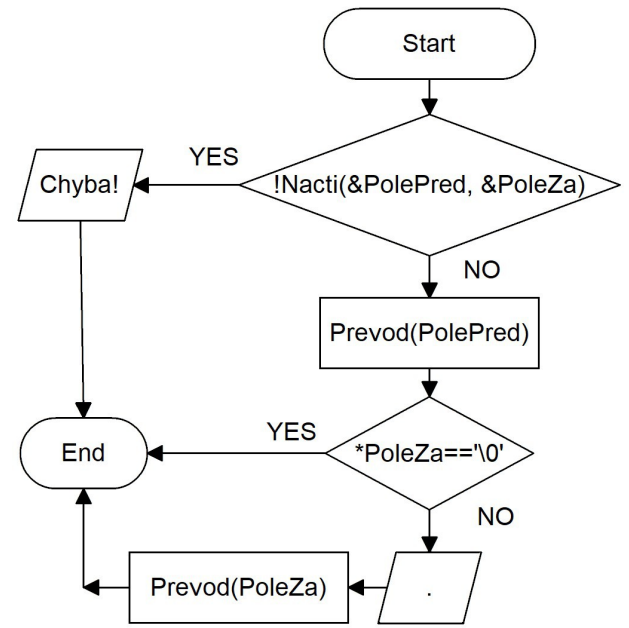 Start
YES
Chyba!
!Nacti(&PolePred, &PoleZa)
NO
Prevod(PolePred)
YES
End
*PoleZa=='\0'
NO
Prevod(PoleZa)
.